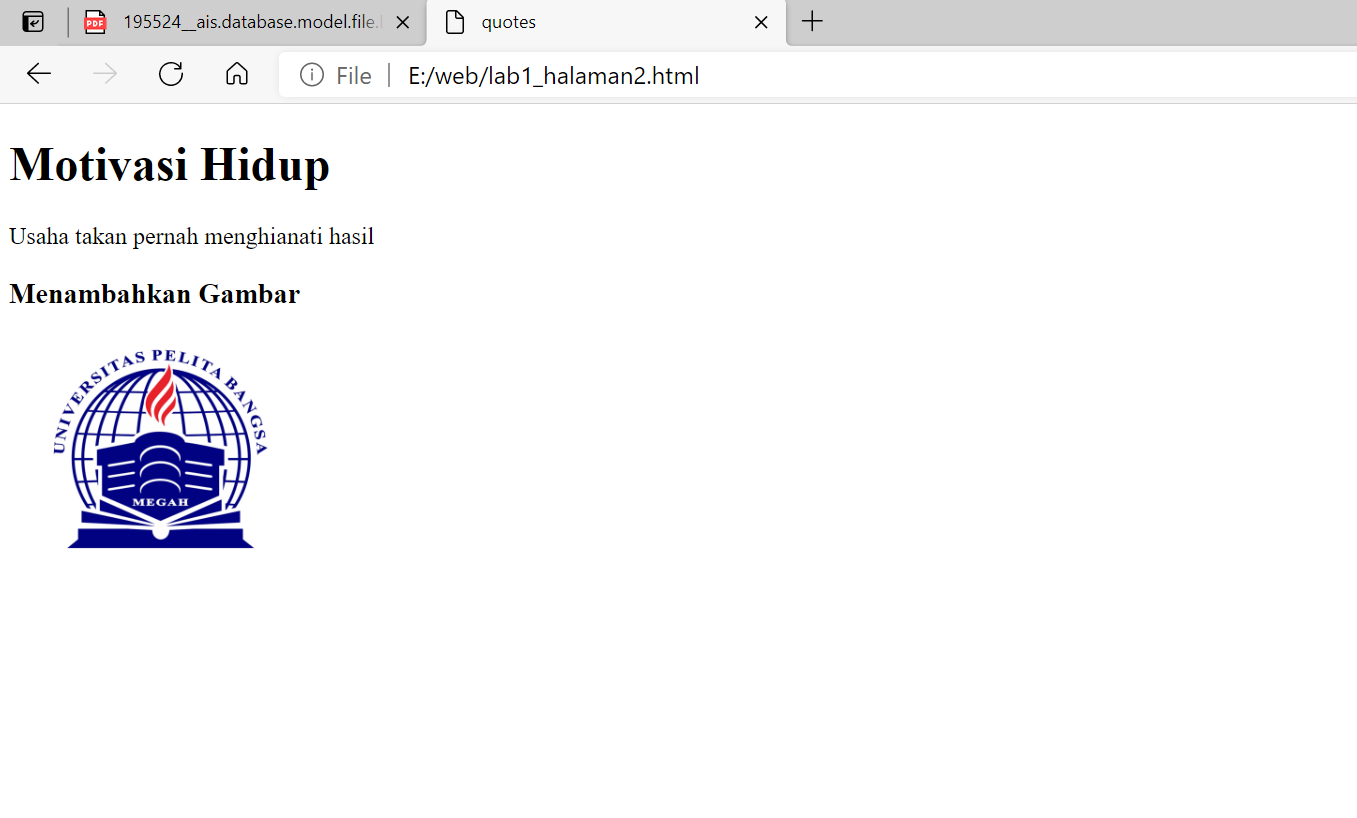 195524__ais.database.model.file.
quotes
File
E:/web/lab1_halaman2.html
Motivasi Hidup
Usaha takan pernah menghianati hasil
Menambahkan Gambar
UNIVERSITAS PELITA BANGSA
MEGAH